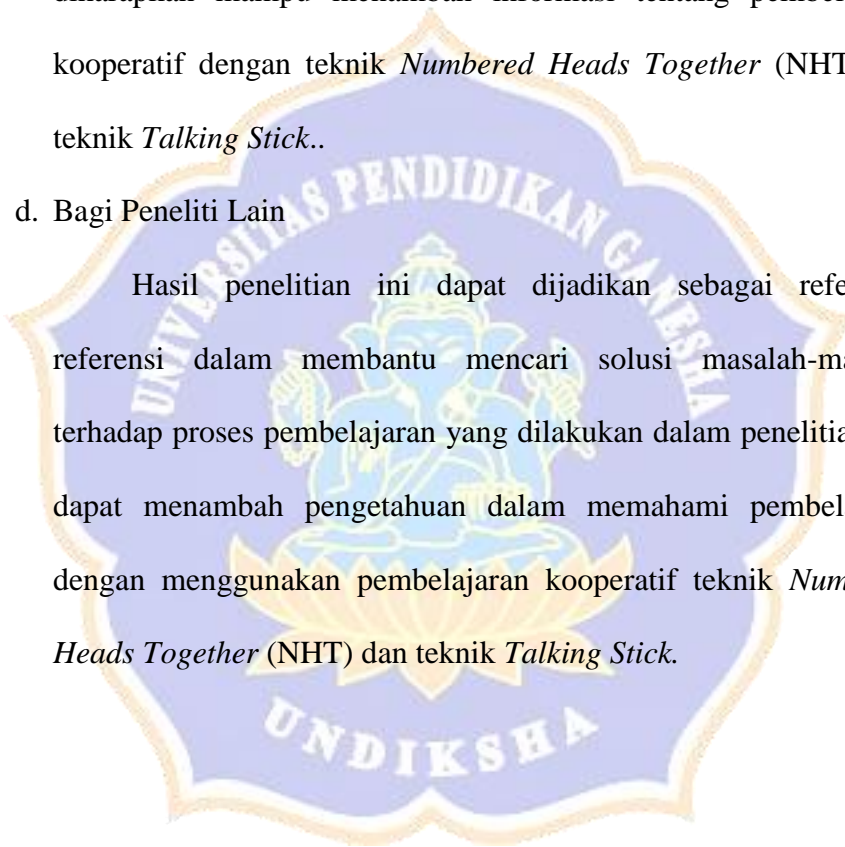 kooperatif dengan teknik Numbered Heads Together (NHT
teknik Talking Stick..
d. Bagi Peneliti Lain
Hasil penelitian ini dapat dijadikan sebagai refe
referensi dalam membantu mencari solusi masalah-ma
terhadap proses pembelajaran yang dilakukan dalam penelitia
dapat menambah pengetahuan dalam memahami pembel
dengan menggunakan pembelajaran kooperatif teknik Num
Heads Together (NHT) dan teknik Talking Stick.
UNIVERSITAS PENDIDIKAN GANESHA
UNDIKSHA